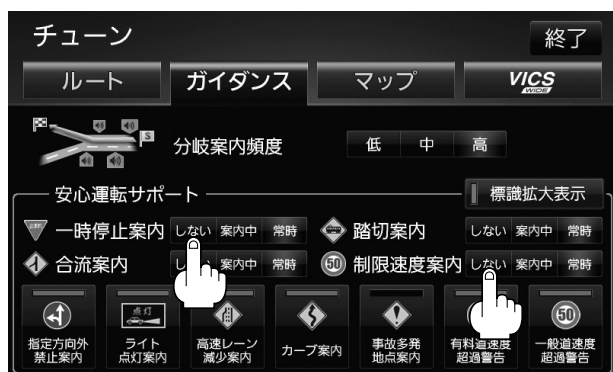 チューン
終了
ルート
ガイダンス
マップ
VICS
WIDE
S
分岐案内頻度
低
中
高
安心運転サポート
標識拡大表示
一時停止案内
しない
案内中
常時
踏切案内
しない
案内中
常時
合流案内
案内中
常時
50
制限速度案内
しない
案内中
常時
点灯
50
指定方向外
禁止案内
ライト
点灯案内
高速レーン
減少案内
カーブ案内
事故多発
地点案内
有料道速度
超過警告
一般道速度
超過警告